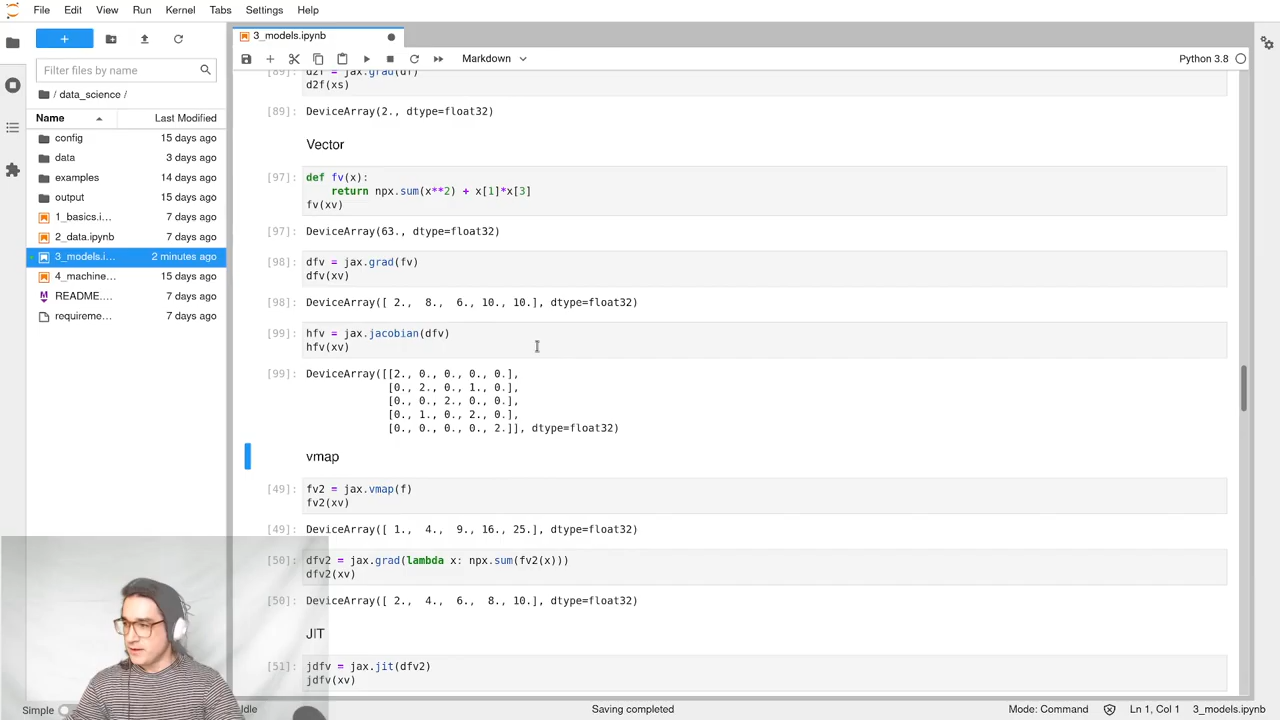 File Edit View Run Kernel Tabs Settings Help
3_models.ipynb
Markdown
Python 3.8
Filter files by name
/ data_science /
Name Last Modified
config 15 days ago
data 3 days ago
examples 14 days ago
output 15 days ago
1_basics.i... 7 days ago
2_data.ipynb 7 days ago
3_models.i... 2 minutes ago
4_machine... 15 days ago
README.... 7 days ago
requireme... 7 days ago
d2f = jax.grad(df)
d2f(xs)
[89]: DeviceArray(2., dtype=float32)
Vector
[97]: def fv(x):
return npx.sum(x**2) + x[1]*x[3]
fv(xv)
[97]: DeviceArray(63., dtype=float32)
[98]: dfv = jax.grad(fv)
dfv(xv)
[98]: DeviceArray([ 2., 8., 6., 10., 10.], dtype=float32)
[99]: hfv = jax.jacobian(dfv)
hfv(xv)
[99]: DeviceArray([[2., 0., 0., 0., 0.],
[0., 2., 0., 1., 0.],
[0., 0., 2., 0., 0.],
[0., 1., 0., 2., 0.],
[0., 0., 0., 0., 2.]], dtype=float32)
vmap
[49]: fv2 = jax.vmap(f)
fv2(xv)
[49]: DeviceArray([ 1., 4., 9., 16., 25.], dtype=float32)
[50]: dfv2 = jax.grad(lambda x: npx.sum(fv2(x)))
dfv2(xv)
[50]: DeviceArray([ 2., 4., 6., 8., 10.], dtype=float32)
JIT
[51]: jdfv = jax.jit(dfv2)
jdfv(xv)
Simple
Idle
Saving completed
Mode: Command
Ln 1, Col 1
3_models.ipynb